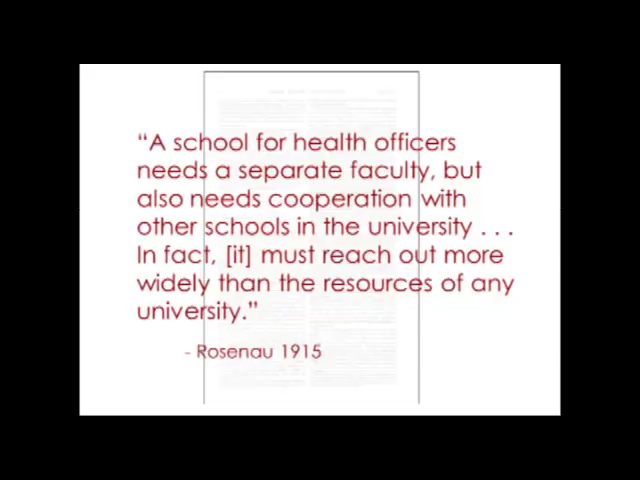 “A school for health officers
needs a separate faculty, but
also needs cooperation with
other schools in the university . . .
In fact, [it] must reach out more
widely than the resources of any
university.”
- Rosenau 1915